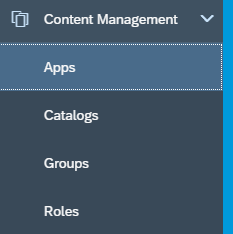 Content Management
Apps
Catalogs
Groups
Roles